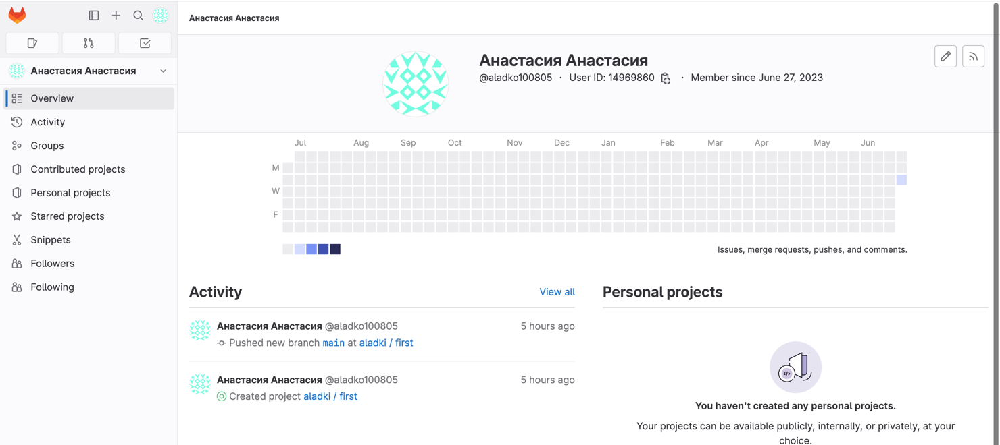 Анастасия Анастасия
Анастасия Анастасия
Overview
Activity
Groups
Contributed projects
Personal projects
Starred projects
Snippets
Followers
Following
Анастасия Анастасия
@aladko100805 · User ID: 14969860 · Member since June 27, 2023
Jul Aug Sep Oct Nov Dec Jan Feb Mar Apr May Jun
M
W
F
Issues, merge requests, pushes, and comments.
Activity View all
Анастасия Анастасия @aladko100805 5 hours ago
Pushed new branch main at aladki / first
Анастасия Анастасия @aladko100805 5 hours ago
Created project aladki / first
Personal projects
You haven't created any personal projects.
Your projects can be available publicly, internally, or privately, at your
choice.